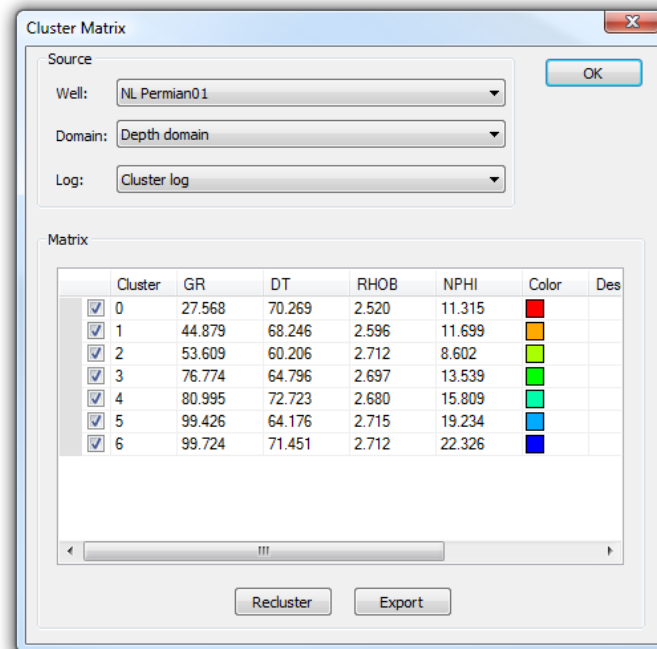 Cluster Matrix
Source
OK
Well: NL Permian01
Domain: Depth domain
Log: Cluster log
Matrix
Cluster GR DT RHOB NPHI Color Des
0 27.568 70.269 2.520 11.315
1 44.879 68.246 2.596 11.699
2 53.609 60.206 2.712 8.602
3 76.774 64.796 2.697 13.539
4 80.995 72.723 2.680 15.809
5 99.426 64.176 2.715 19.234
6 99.724 71.451 2.712 22.326
Recluster Export